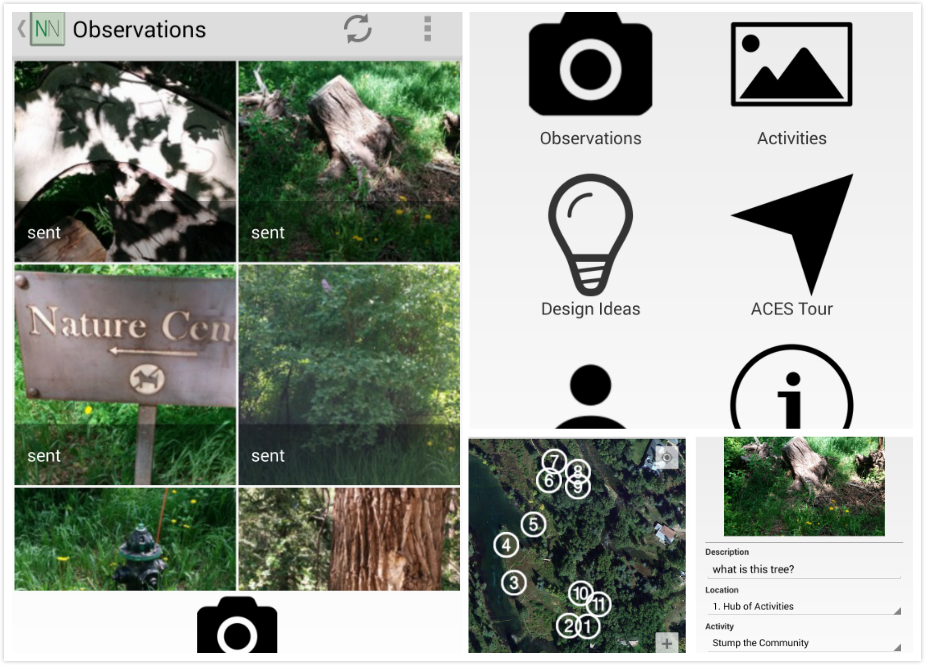 NN Observations
sent
sent
Nature Cen
sent
sent
Observations
Activities
Design Ideas
ACES Tour
i
7
8
6
9
5
4
3
10
11
2
1
+
Description
what is this tree?
Location
1. Hub of Activities
Activity
Stump the Community